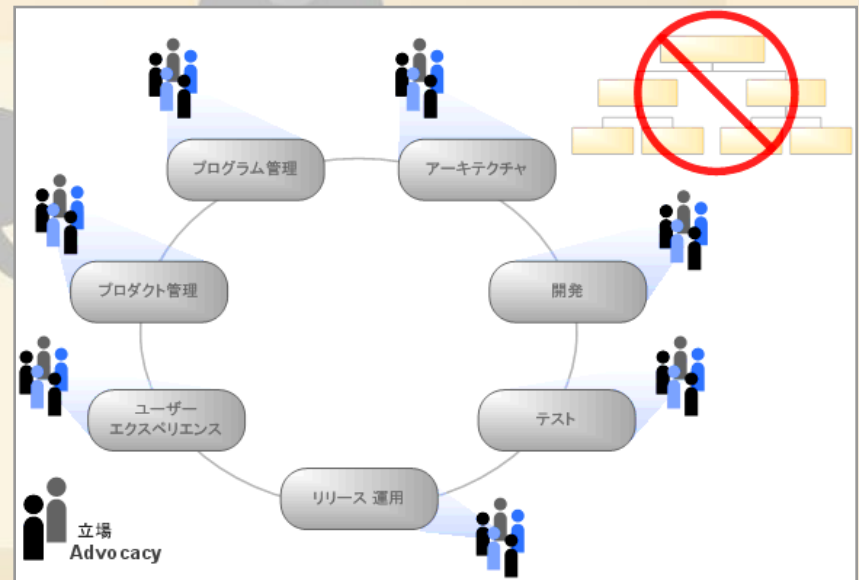 プログラム管理
アーキテクチャ
プロダクト管理
開発
ユーザー
エクスペリエンス
テスト
リリース 運用
立場
Advocacy